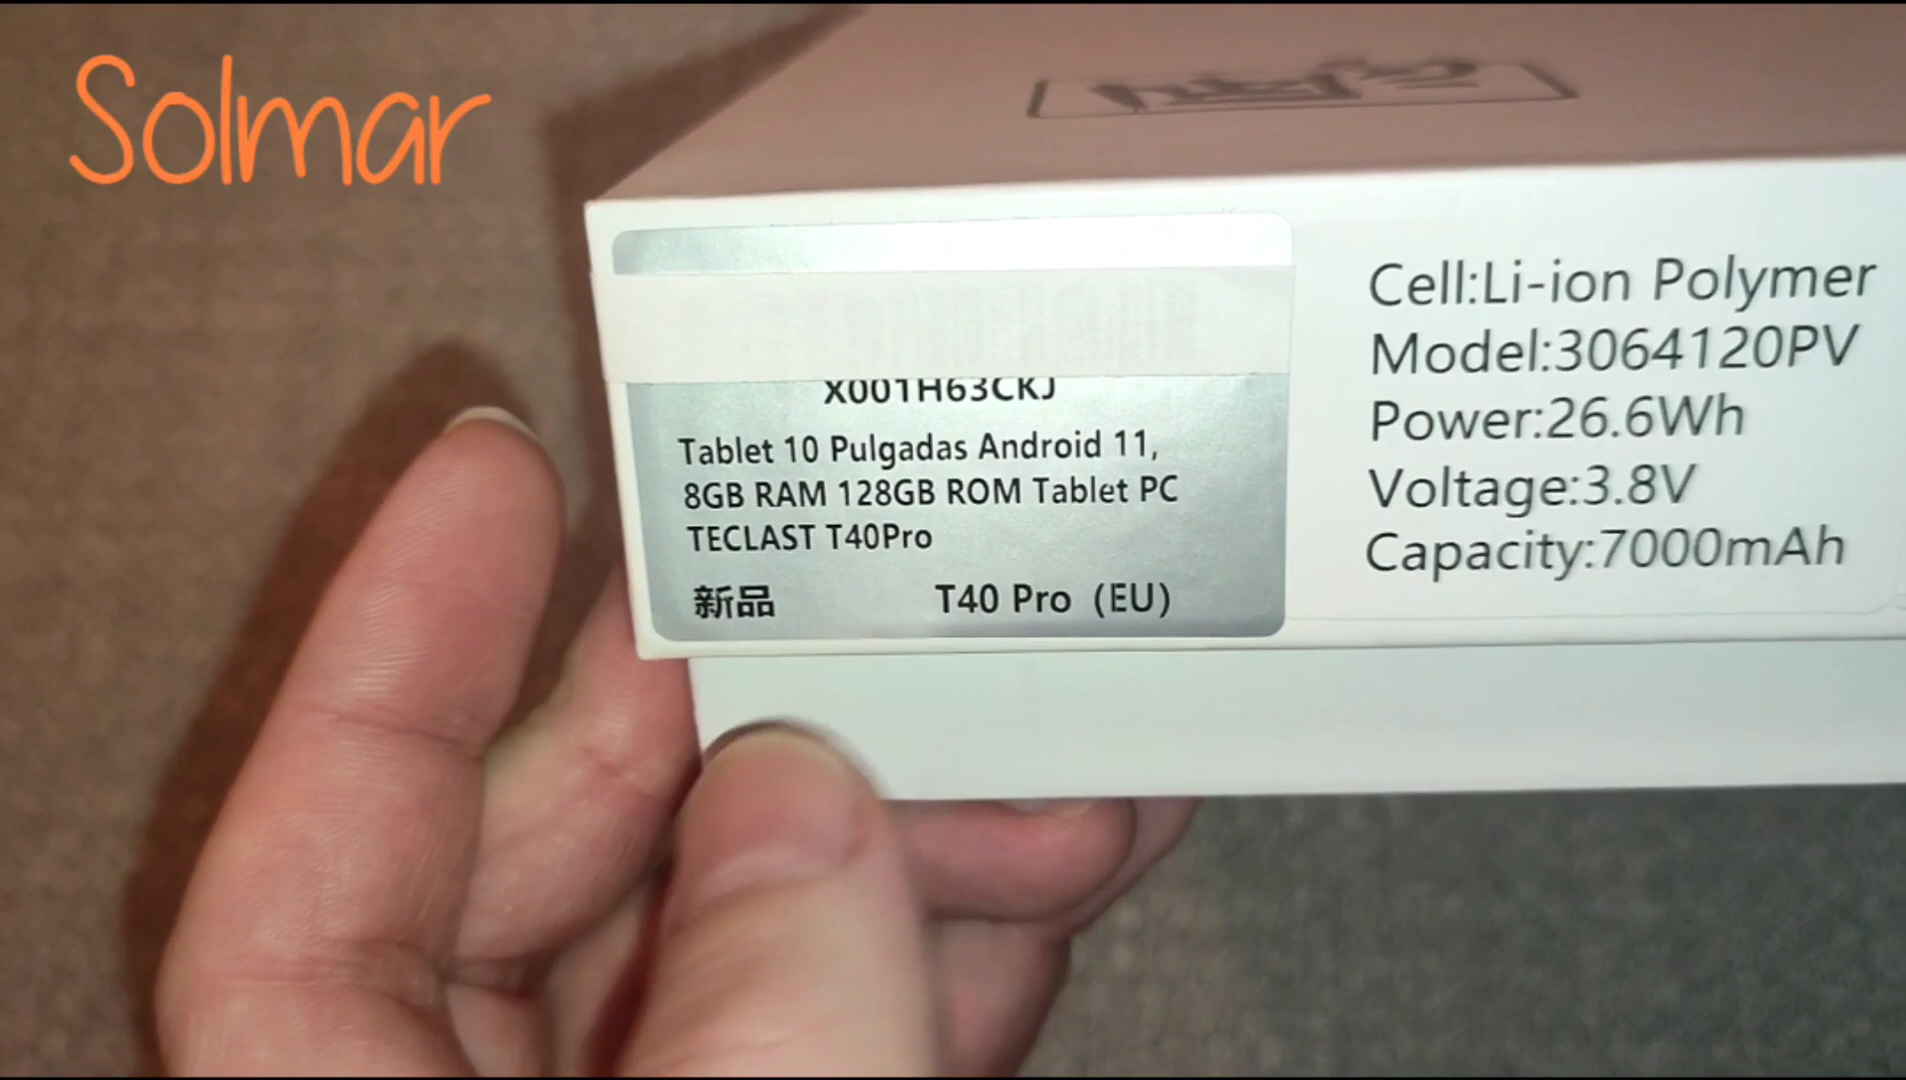 Solmar
X001H63CKJ
Tablet 10 Pulgadas Android 11,
8GB RAM 128GB ROM Tablet PC
TECLAST T40Pro
新品 T40 Pro (EU)
Cell:Li-ion Polymer
Model:3064120PV
Power:26.6Wh
Voltage:3.8V
Capacity:7000mAh